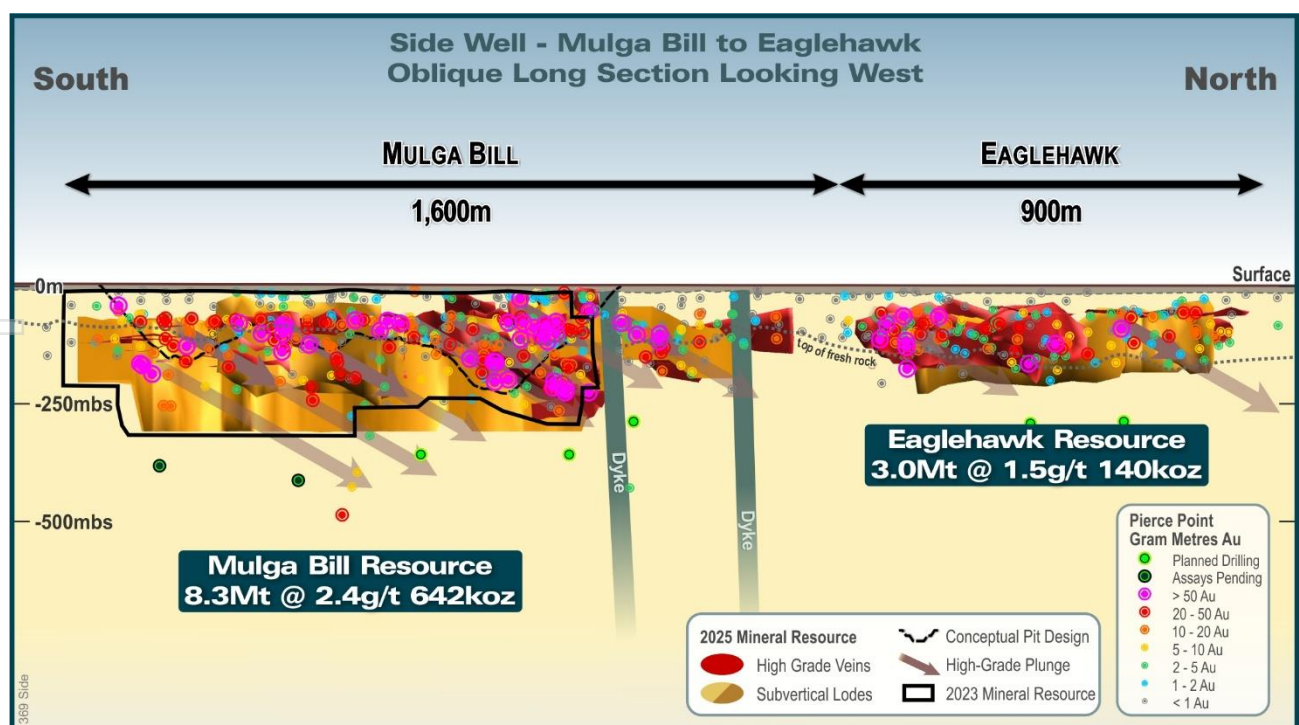 Side Well - Mulga Bill to Eaglehawk
Oblique Long Section Looking West
South
North
MULGA BILL
EAGLEHAWK
1,600m
900m
0m
Surface
top of fresh rock
-250mbs
Eaglehawk Resource
3.0Mt @ 1.5g/t 140koz
Dyke
Dyke
-500mbs
Mulga Bill Resource
8.3Mt @ 2.4g/t 642koz
Pierce Point
Gram Metres Au
Planned Drilling
Assays Pending
> 50 Au
20 - 50 Au
10 - 20 Au
5 - 10 Au
2 - 5 Au
1 - 2 Au
< 1 Au
2025 Mineral Resource
High Grade Veins
Subvertical Lodes
Conceptual Pit Design
High-Grade Plunge
2023 Mineral Resource
369 Side